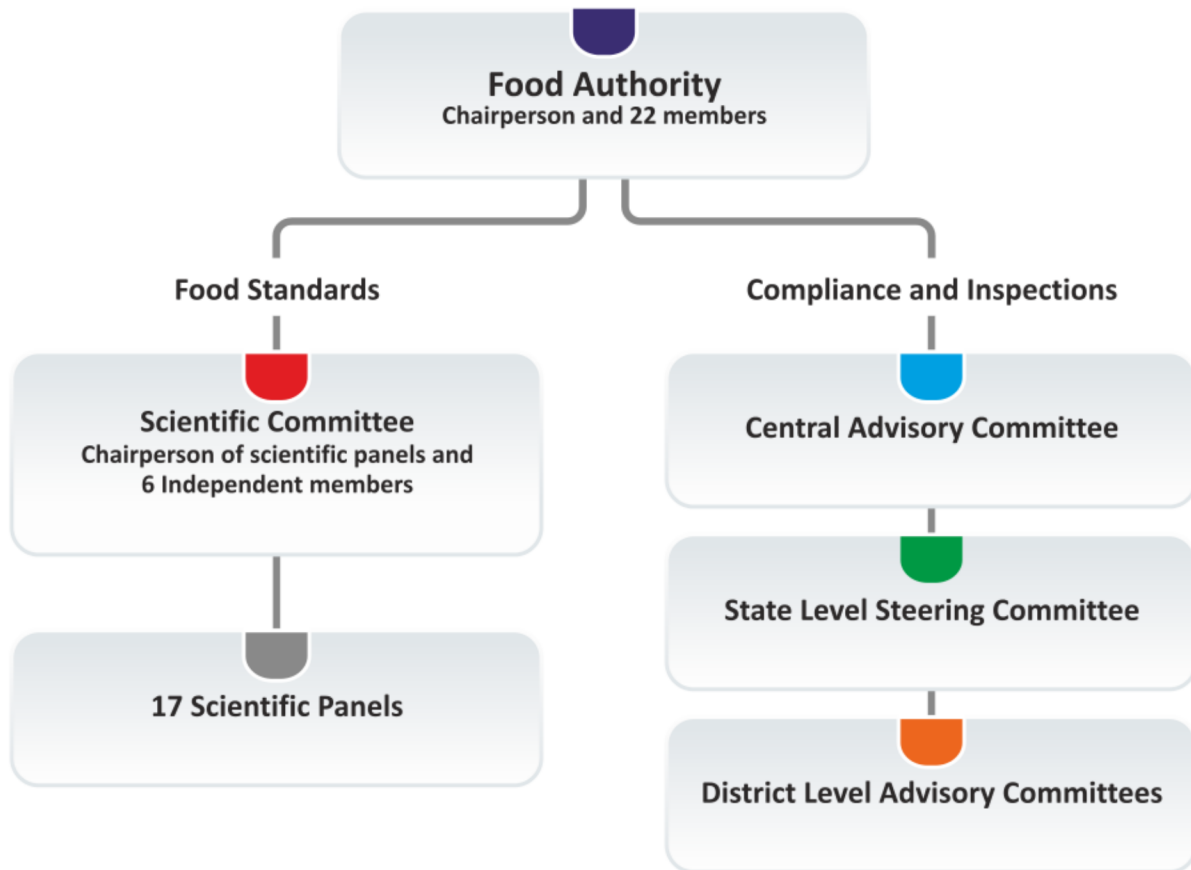 Food Authority
Chairperson and 22 members
Food Standards
Scientific Committee
Chairperson of scientific panels and
6 Independent members
17 Scientific Panels
Compliance and Inspections
Central Advisory Committee
State Level Steering Committee
District Level Advisory Committees